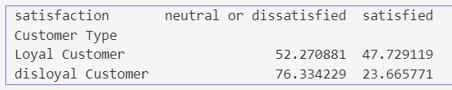 satisfaction neutral or dissatisfied satisfied
Customer Type
Loyal Customer 52.270881 47.729119
disloyal Customer 76.334229 23.665771